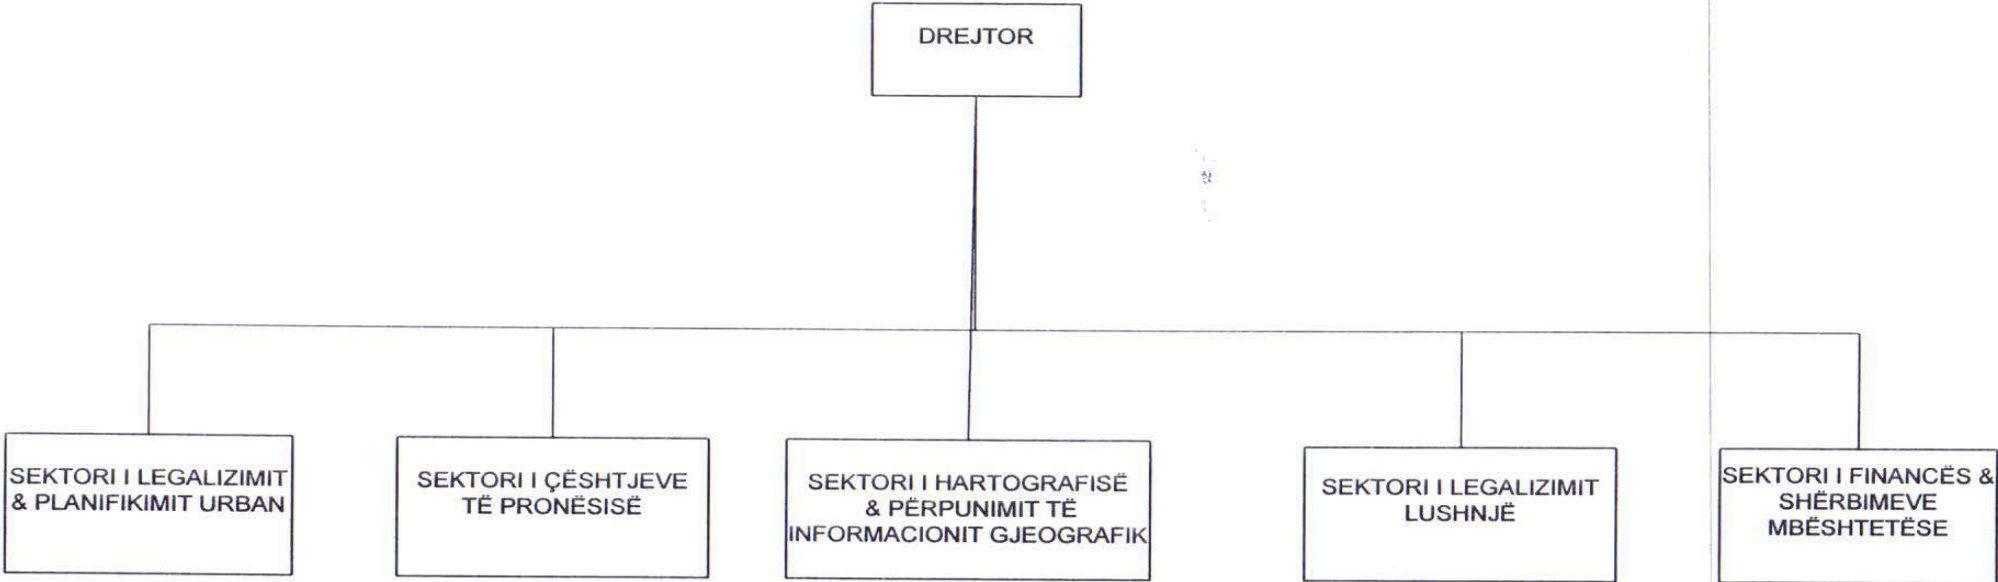 DREJTOR
SEKTORI I LEGALIZIMIT
& PLANIFIKIMIT URBAN
SEKTORI I ÇËSHTJEVE
TË PRONËSISË
SEKTORI I HARTOGRAFISË
& PËRPUNIMIT TË
INFORMACIONIT GJEOGRAFIK
SEKTORI I LEGALIZIMIT
LUSHNJË
SEKTORI I FINANCËS &
SHËRBIMEVE
MBËSHTETËSE